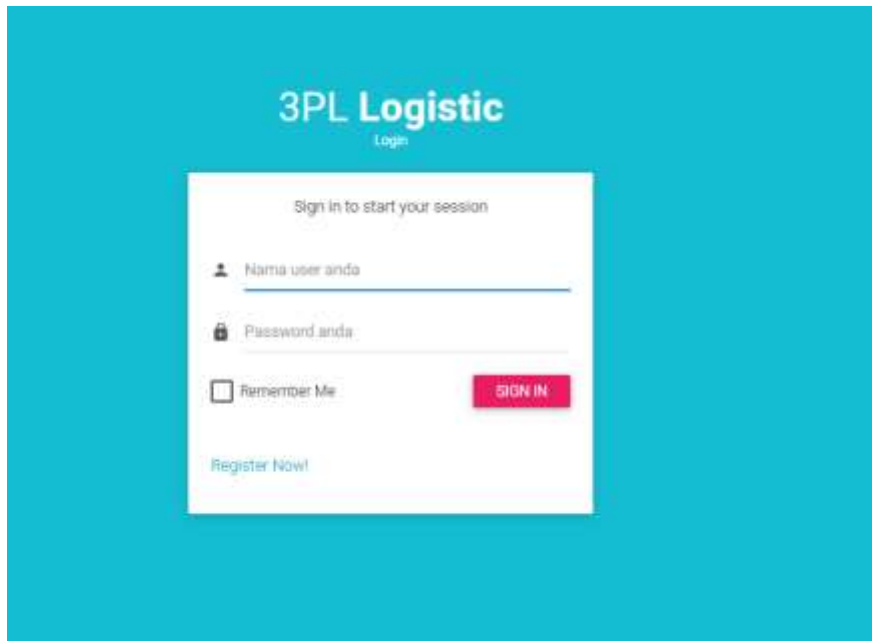 3PL Logistic
Login
Sign in to start your session
Nama user anda
Password anda
Remember Me
SIGN IN
Register Now!